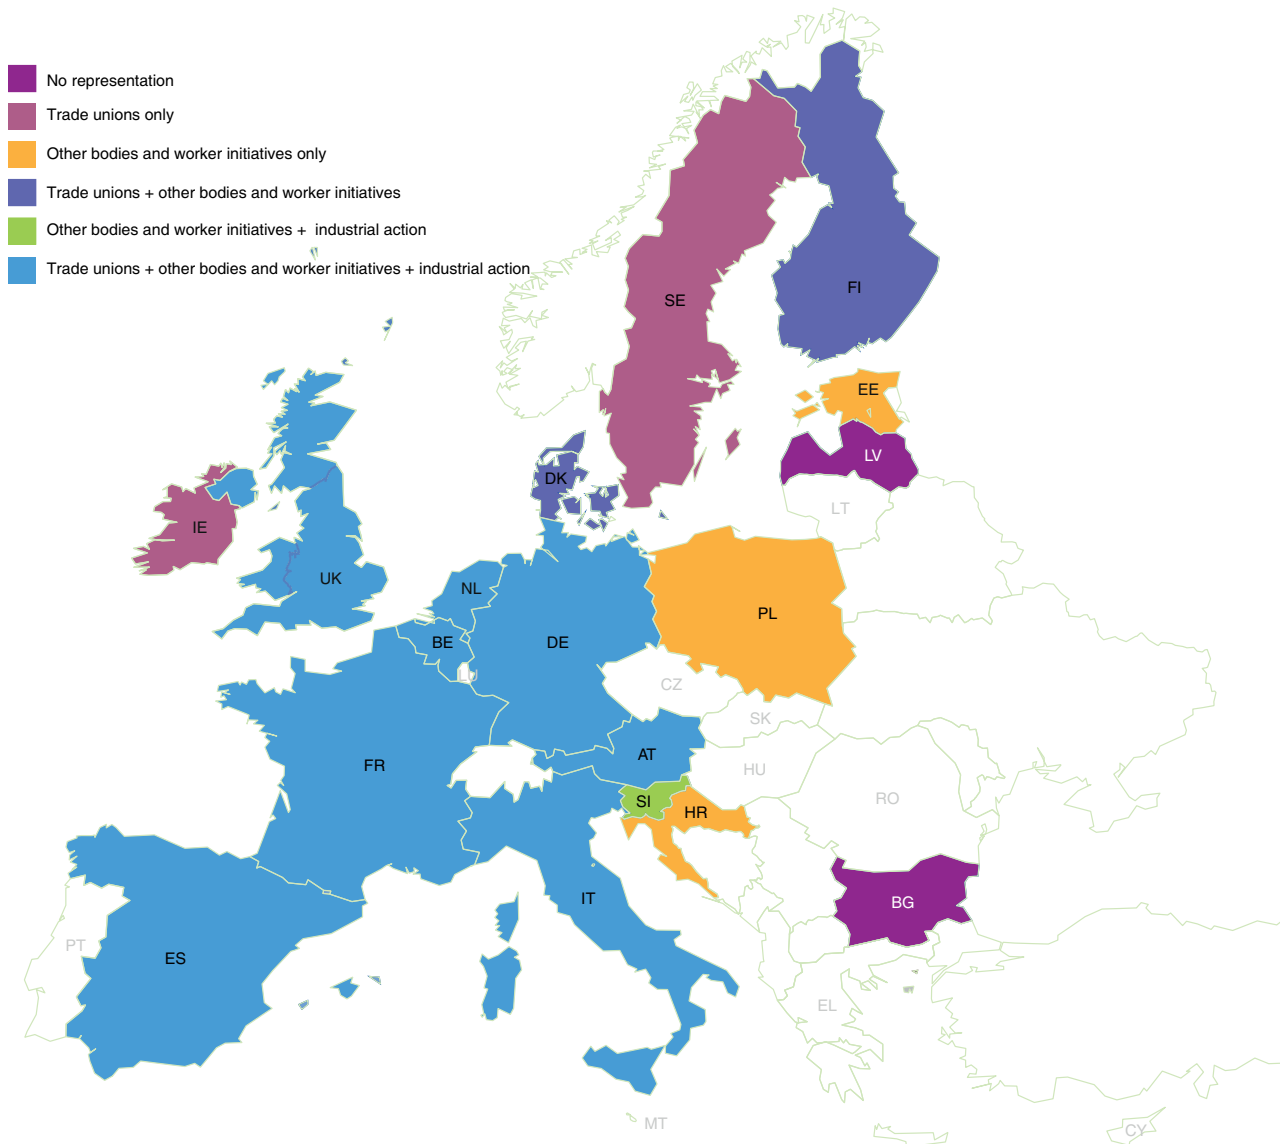 No representation
Trade unions only
Other bodies and worker initiatives only
Trade unions + other bodies and worker initiatives
Other bodies and worker initiatives + industrial action
Trade unions + other bodies and worker initiatives + industrial action
FI
SE
EE
LV
DK
LT
IE
UK
NL
PL
BE
DE
LU
CZ
SK
AT
FR
HU
SI
RO
HR
IT
BG
PT
ES
EL
MT
CY